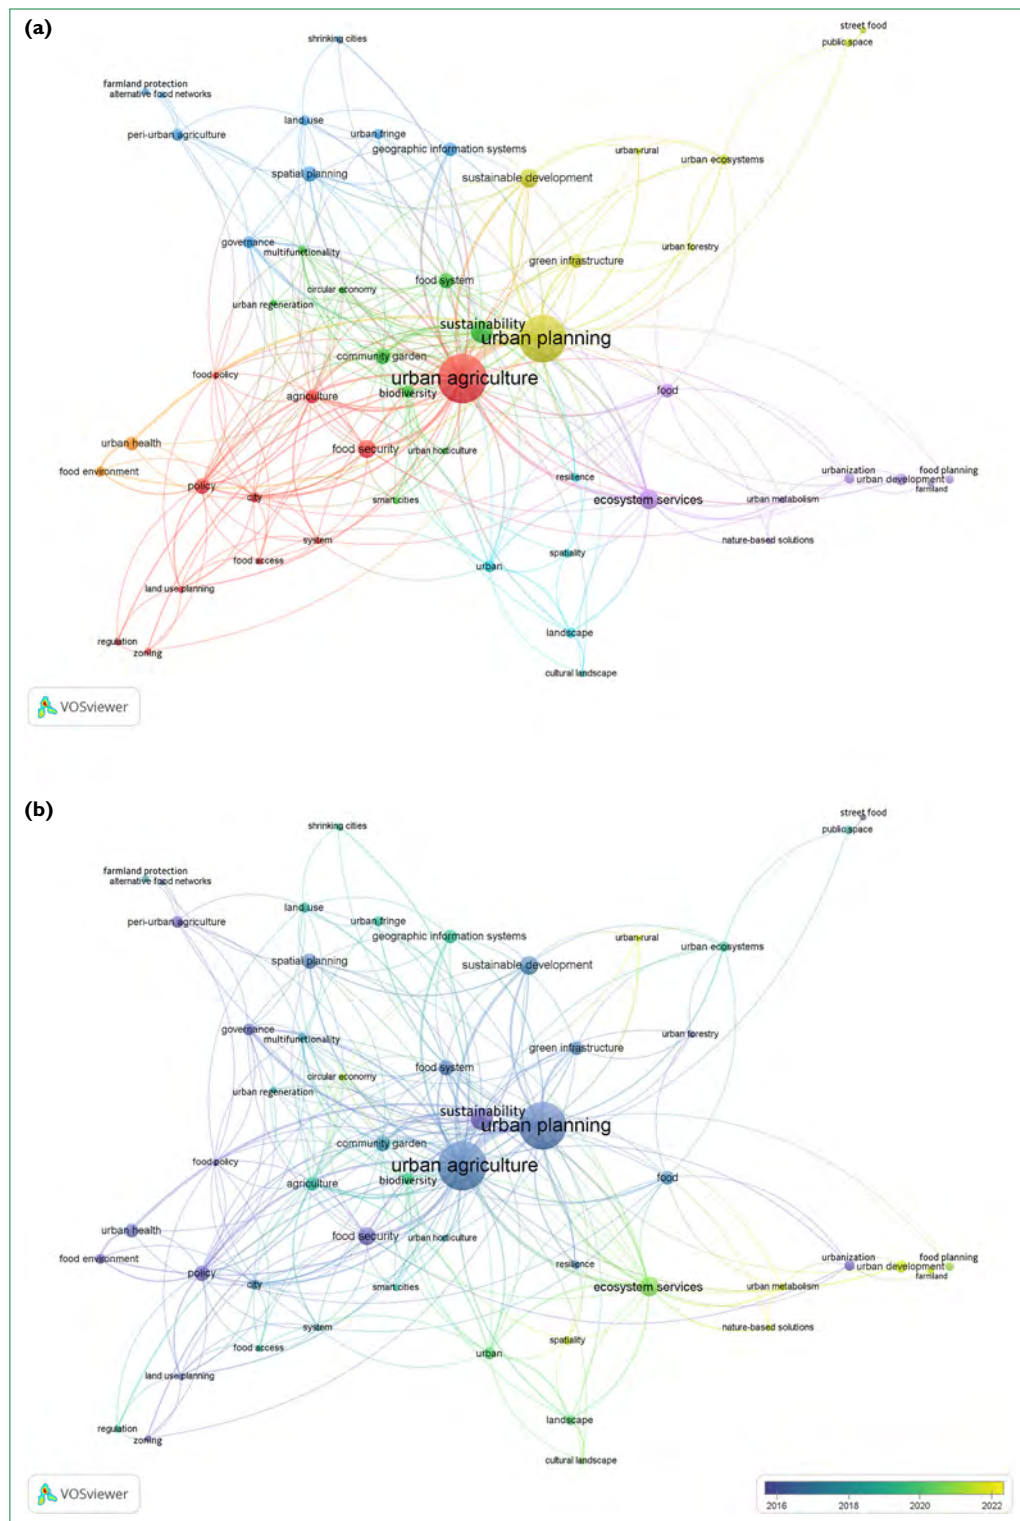 (a)
street food
shrinking cities
public space
farmland protection
alternative food networks
land use
peri-urban agriculture
urban fringe
geographic information systems
urban-rural
urban ecosystems
spatial planning
sustainable development
governance
multifunctionality
urban forestry
green infrastructure
food system
circular economy
urban regeneration
sustainability
urban planning
community garden
food policy
urban agriculture
biodiversity
agriculture
food
urban health
food security
urban horticulture
food environment
resilience
urbanization
food planning
urban development
farmland
policy
city
smart cities
ecosystem services
urban metabolism
system
nature-based solutions
food access
spatiality
urban
land use planning
regulation
zoning
landscape
cultural landscape
VOSviewer
(b)
street food
shrinking cities
public space
farmland protection
alternative food networks
land use
peri-urban agriculture
urban fringe
geographic information systems
urban-rural
urban ecosystems
spatial planning
sustainable development
governance
multifunctionality
urban forestry
green infrastructure
food system
circular economy
urban regeneration
sustainability
urban planning
community garden
food policy
urban agriculture
biodiversity
agriculture
food
urban health
food security
urban horticulture
food environment
resilience
urbanization
food planning
urban development
farmland
policy
city
smart cities
ecosystem services
urban metabolism
system
nature-based solutions
food access
spatiality
urban
land use planning
regulation
zoning
landscape
cultural landscape
VOSviewer
2016 2018 2020 2022